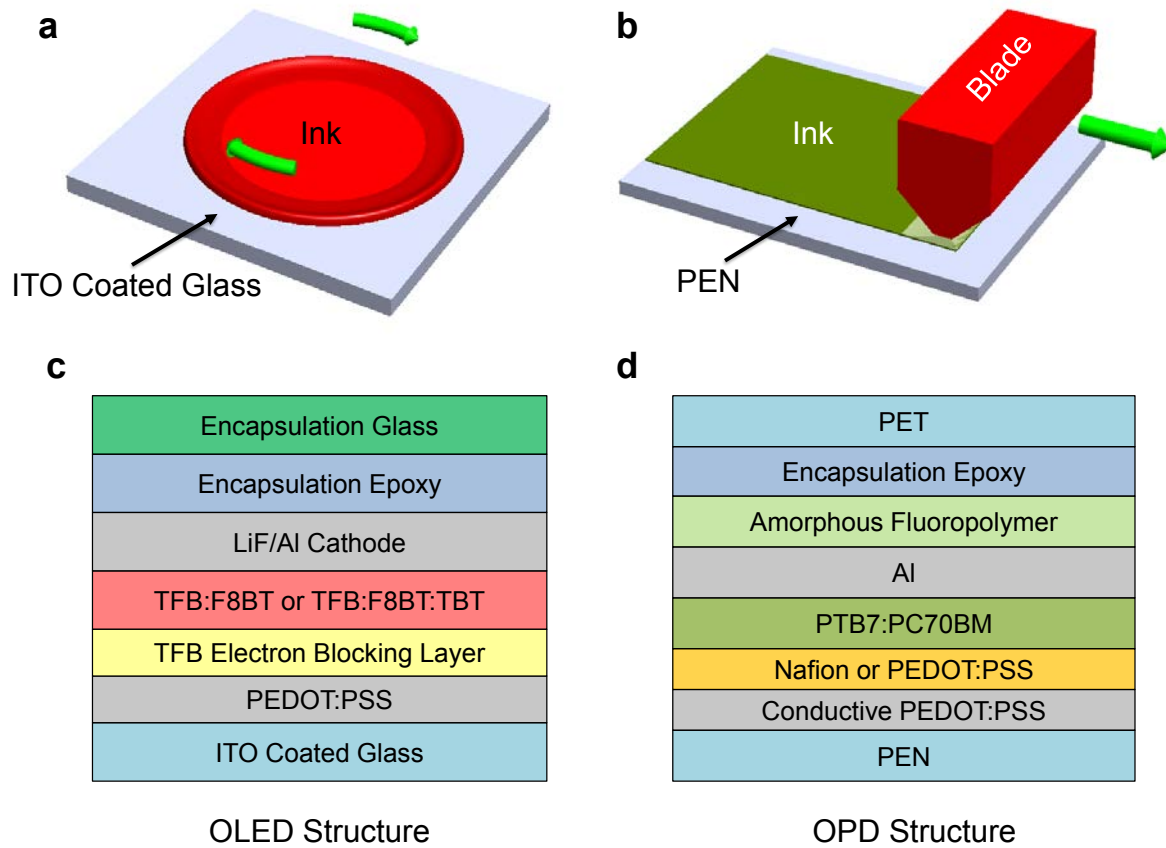 a
Ink
ITO Coated Glass
b
Blade
Ink
PEN
c
Encapsulation Glass
Encapsulation Epoxy
LiF/Al Cathode
TFB:F8BT or TFB:F8BT:TBT
TFB Electron Blocking Layer
PEDOT:PSS
ITO Coated Glass
OLED Structure
d
PET
Encapsulation Epoxy
Amorphous Fluoropolymer
Al
PTB7:PC70BM
Nafion or PEDOT:PSS
Conductive PEDOT:PSS
PEN
OPD Structure